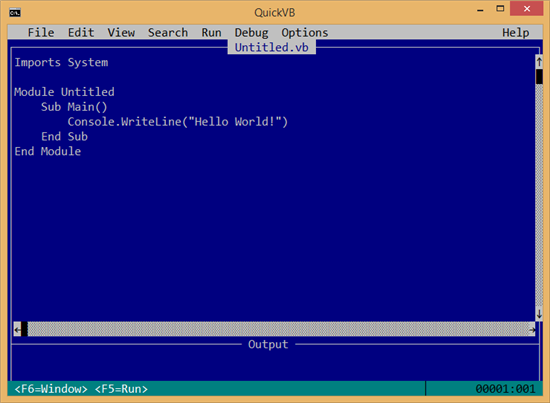 QuickVB
File Edit View Search Run Debug Options Help
Untitled.vb
Imports System
Module Untitled
    Sub Main()
        Console.WriteLine("Hello World!")
    End Sub
End Module
Output
<F6=Window> <F5=Run> 00001:001